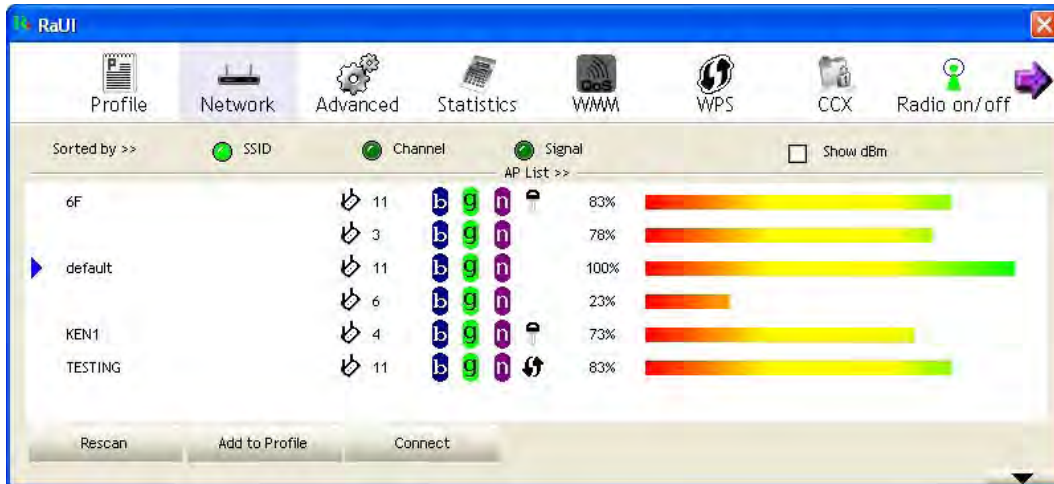 RaUI
Profile Network Advanced Statistics WMM WPS CCX Radio on/off
QoS
Sorted by >> SSID Channel Signal Show dBm
AP List >>
6F 11 b g n 83%
3 b g n 78%
default 11 b g n 100%
6 b g n 23%
KEN1 4 b g n 73%
TESTING 11 b g n 83%
Rescan Add to Profile Connect